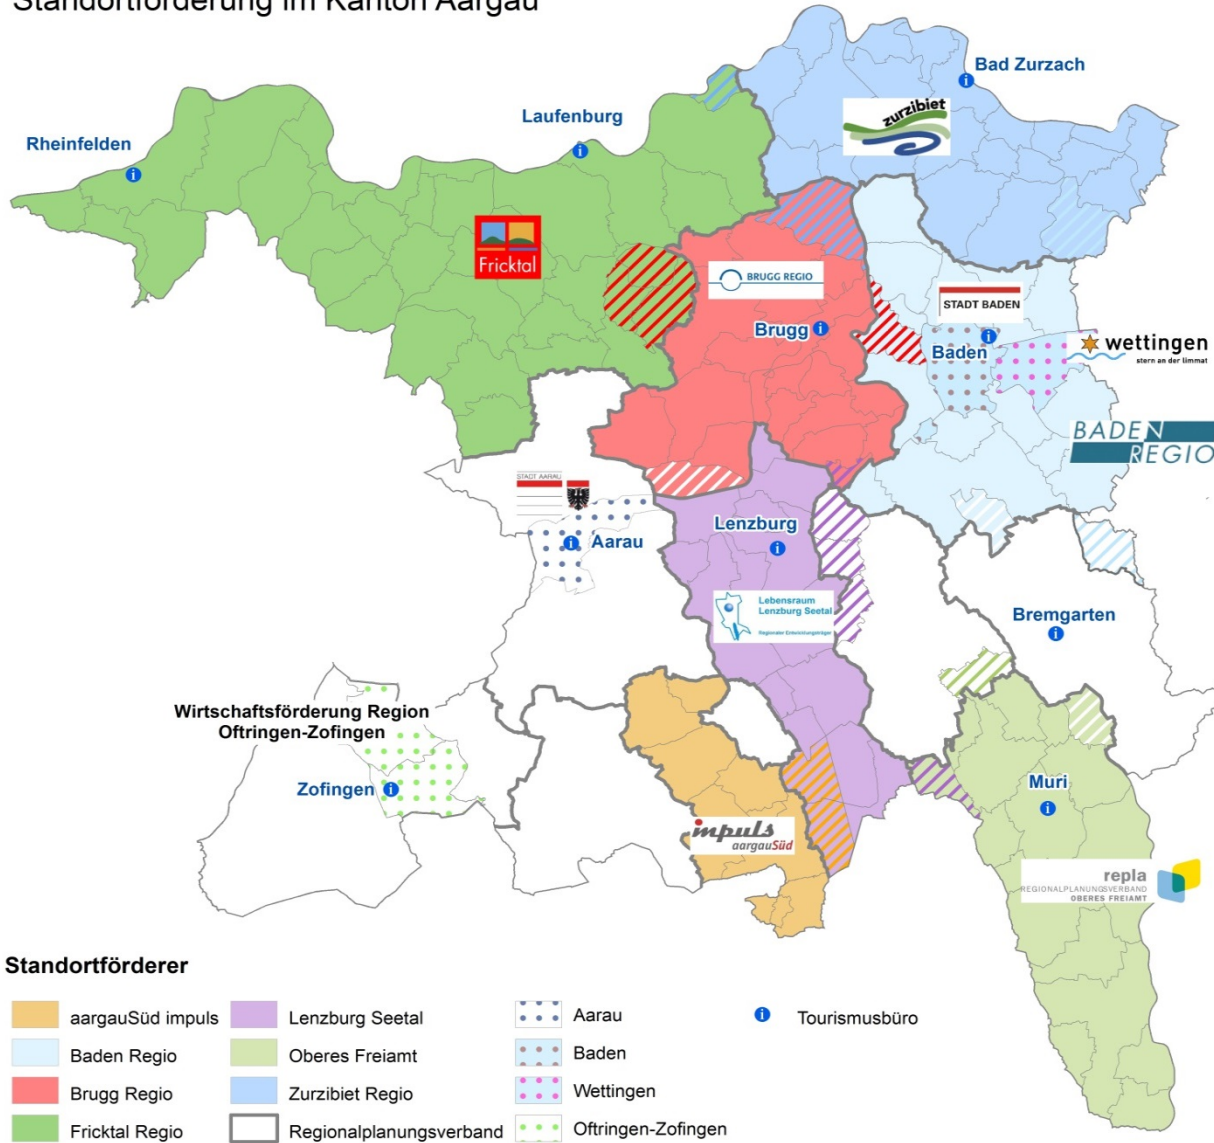 Standortförderung im Kanton Aargau
Bad Zurzach
zurzibiet
Laufenburg
Rheinfelden
Fricktal
BRUGG REGIO
STADT BADEN
Brugg
Baden
wettingen
stern an der limmat
BADEN
REGIO
STADT AARAU
Lenzburg
Aarau
Lebensraum
Lenzburg Seetal
Regionaler Entwicklungsträger
Bremgarten
Wirtschaftsförderung Region
Oftringen-Zofingen
Zofingen
Muri
impuls
aargauSüd
repla
REGIONALPLANUNGSVERBAND
OBERES FREIAMT
Standortförderer
aargauSüd impuls
Lenzburg Seetal
Aarau
Tourismusbüro
Baden Regio
Oberes Freiamt
Baden
Brugg Regio
Zurzibiet Regio
Wettingen
Fricktal Regio
Regionalplanungsverband
Oftringen-Zofingen